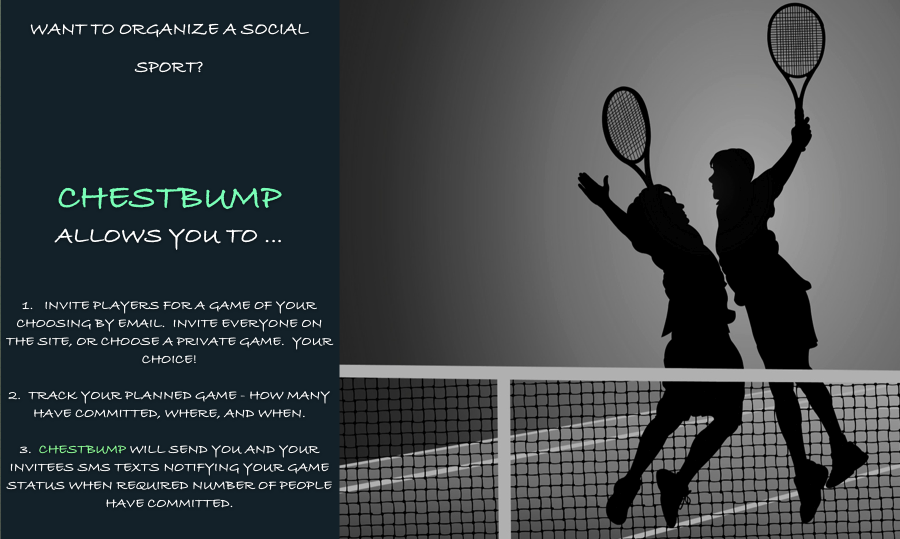 WANT TO ORGANIZE A SOCIAL
SPORT?
CHESTBUMP
ALLOWS YOU TO ...
1. INVITE PLAYERS FOR A GAME OF YOUR
CHOOSING BY EMAIL. INVITE EVERYONE ON
THE SITE, OR CHOOSE A PRIVATE GAME. YOUR
CHOICE!
2. TRACK YOUR PLANNED GAME - HOW MANY
HAVE COMMITTED, WHERE, AND WHEN.
3. CHESTBUMP WILL SEND YOU AND YOUR
INVITEES SMS TEXTS NOTIFYING YOUR GAME
STATUS WHEN REQUIRED NUMBER OF PEOPLE
HAVE COMMITTED.